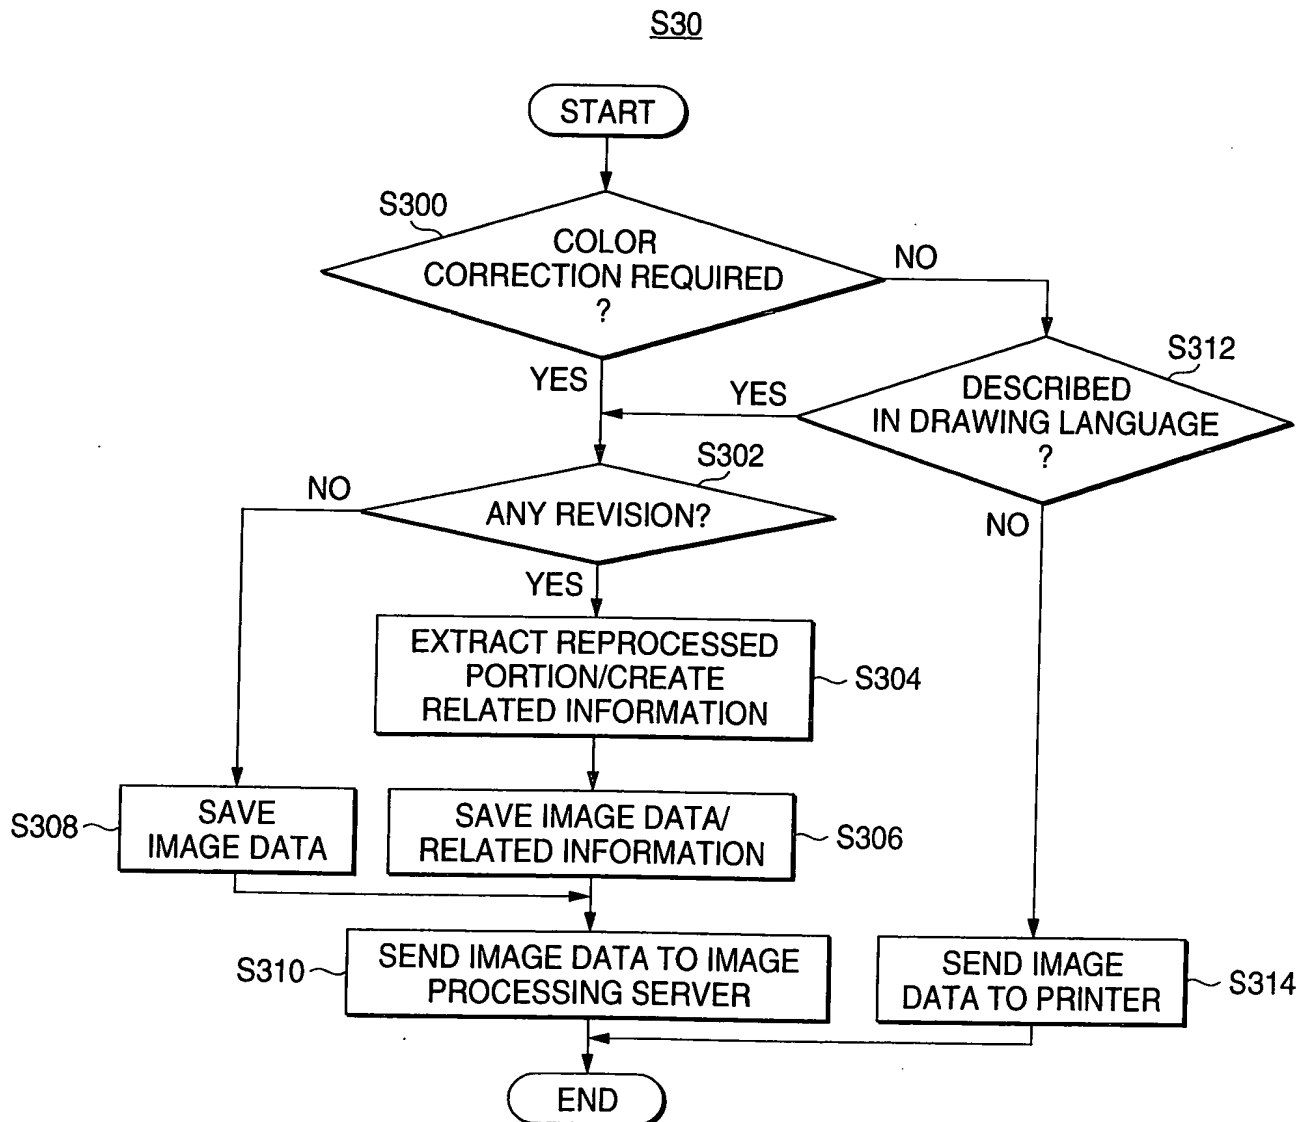 S30
START
S300
COLOR
CORRECTION REQUIRED
?
NO
YES
S312
DESCRIBED
IN DRAWING LANGUAGE
?
YES
NO
S302
ANY REVISION?
NO
YES
EXTRACT REPROCESSED
PORTION/CREATE
RELATED INFORMATION
S304
S308
SAVE
IMAGE DATA
SAVE IMAGE DATA/
RELATED INFORMATION
S306
S310
SEND IMAGE DATA TO IMAGE
PROCESSING SERVER
SEND IMAGE
DATA TO PRINTER
S314
END